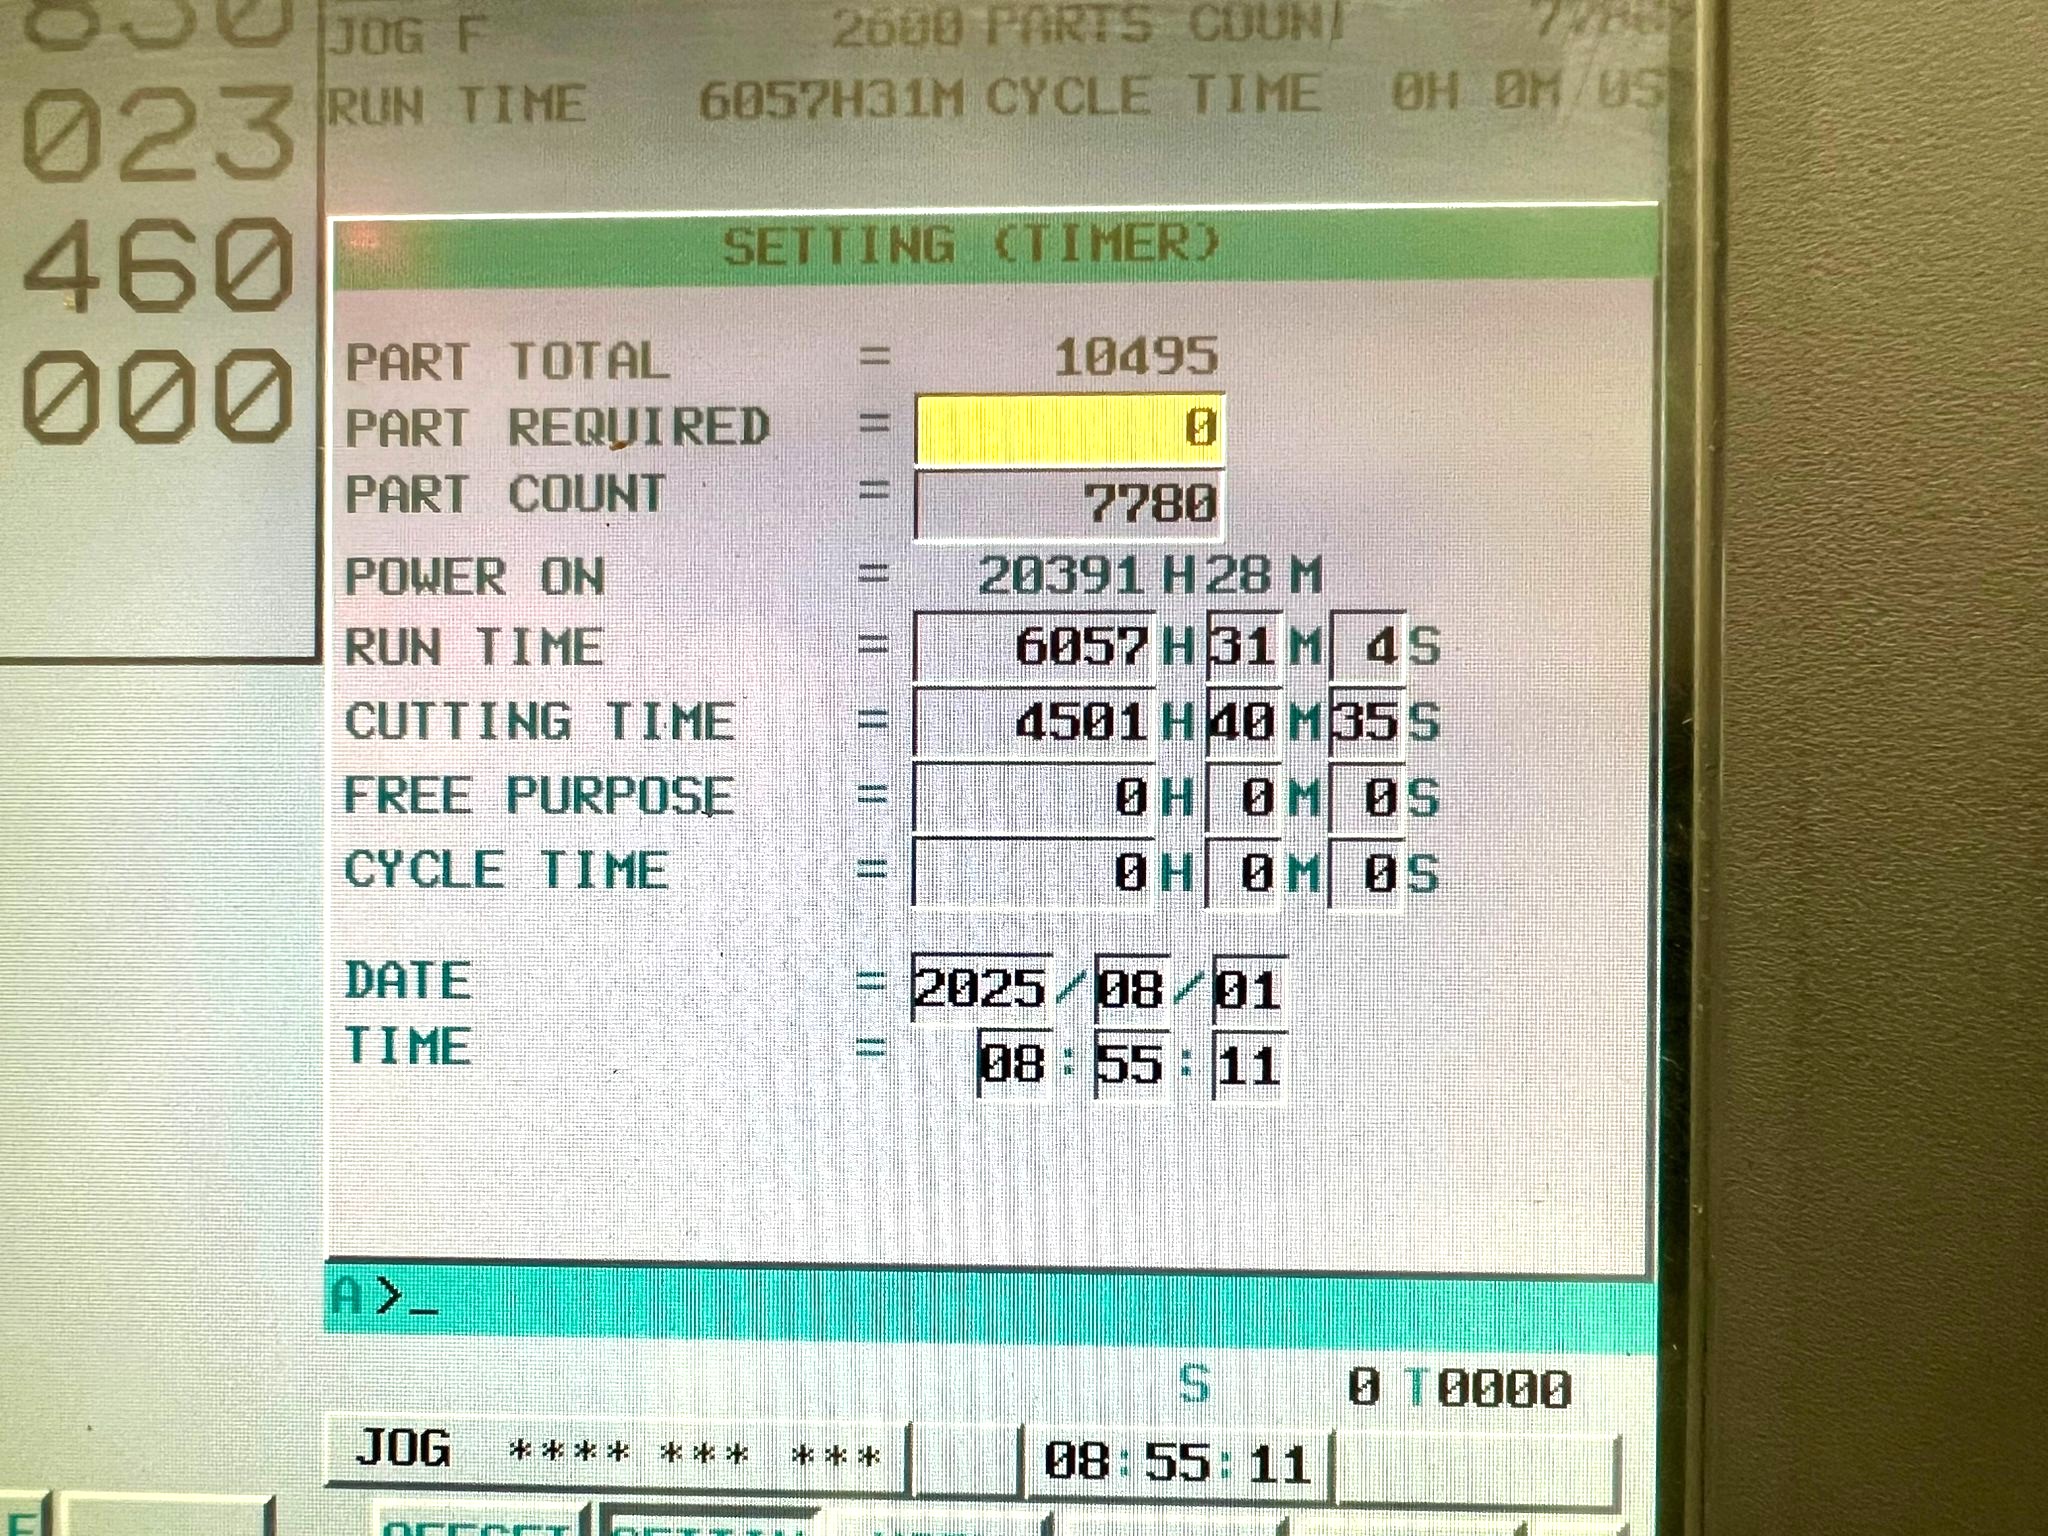 830
023
460
000
JOG F 2600 PARTS COUNT
RUN TIME 6057H31M CYCLE TIME 0H 0M 0S
SETTING (TIMER)
PART TOTAL = 10495
PART REQUIRED = 0
PART COUNT = 7780
POWER ON = 20391 H 28 M
RUN TIME = 6057 H 31 M 4 S
CUTTING TIME = 4501 H 40 M 35 S
FREE PURPOSE = 0 H 0 M 0 S
CYCLE TIME = 0 H 0 M 0 S
DATE = 2025/08/01
TIME = 08:55:11
A>_
S 0 T0000
JOG **** *** *** 08:55:11